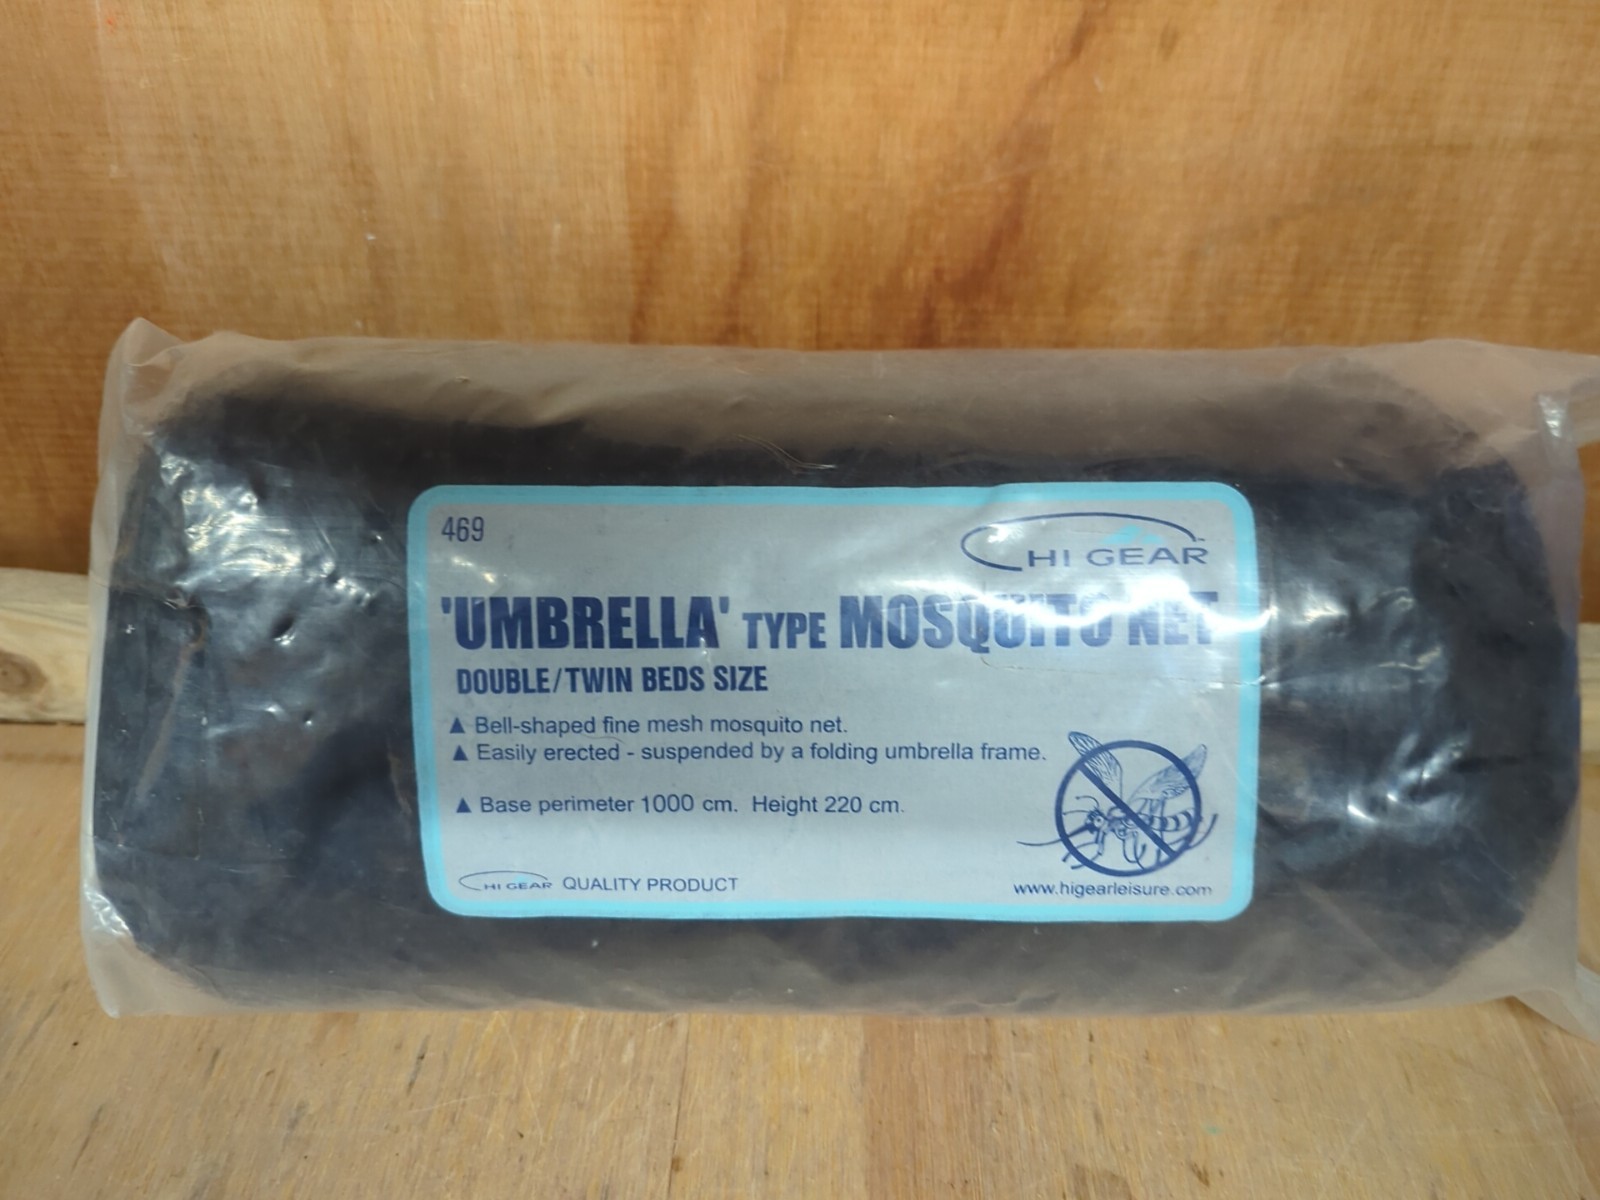 469
HI GEAR
'UMBRELLA' TYPE MOSQUITO NET
DOUBLE/TWIN BEDS SIZE
▲ Bell-shaped fine mesh mosquito net.
▲ Easily erected - suspended by a folding umbrella frame.
▲ Base perimeter 1000 cm. Height 220 cm.
HI GEAR QUALITY PRODUCT
www.higearleisure.com